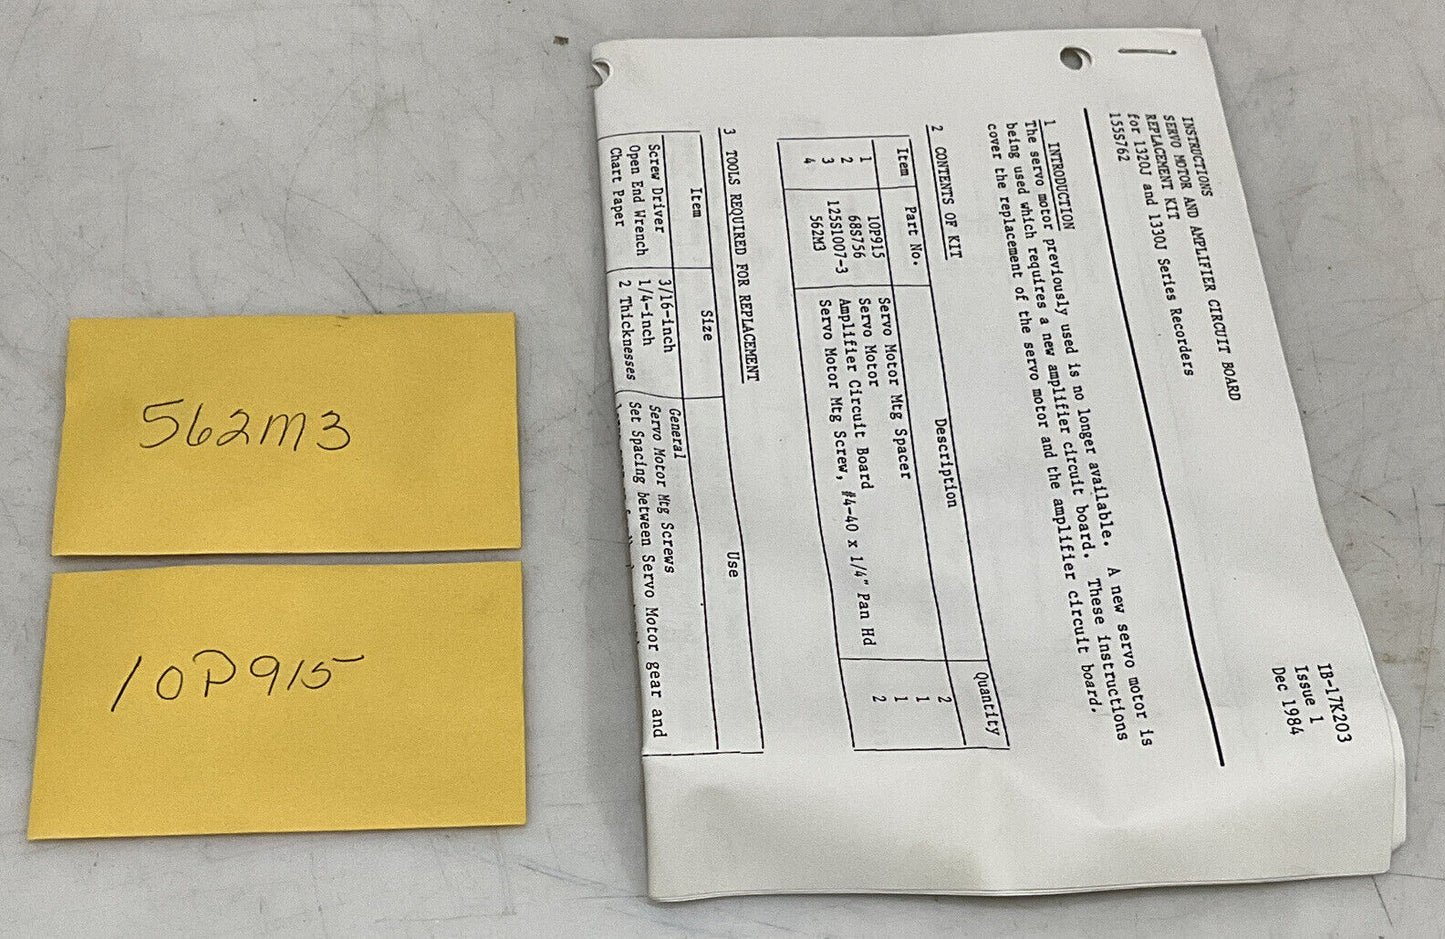 562M3
10P915
INSTRUCTIONS
SERVO MOTOR AND AMPLIFIER CIRCUIT BOARD
REPLACEMENT KIT
for 1320J and 1330J Series Recorders
155S762
IB-17K203
Issue 1
Dec 1984
1 INTRODUCTION
The servo motor previously used is no longer available. A new servo motor is
being used which requires a new amplifier circuit board. These instructions
cover the replacement of the servo motor and the amplifier circuit board.
2 CONTENTS OF KIT
Item Part No. Description Quantity
1 10P915 Servo Motor Mtg Spacer 2
2 68S756 Servo Motor 1
3 125S1007-3 Amplifier Circuit Board 1
4 562M3 Servo Motor Mtg Screw, #4-40 x 1/4" Pan Hd 2
3 TOOLS REQUIRED FOR REPLACEMENT
Item Size Use
Screw Driver 3/16-inch General
Open End Wrench 1/4-inch Servo Motor Mtg Screws
Chart Paper 2 Thicknesses Set Spacing between Servo Motor gear and